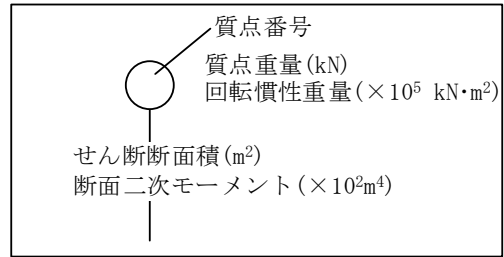 質点番号
質点重量(kN)
回転慣性重量(×10⁵ kN・m²)
せん断断面積(m²)
断面二次モーメント(×10²m⁴)